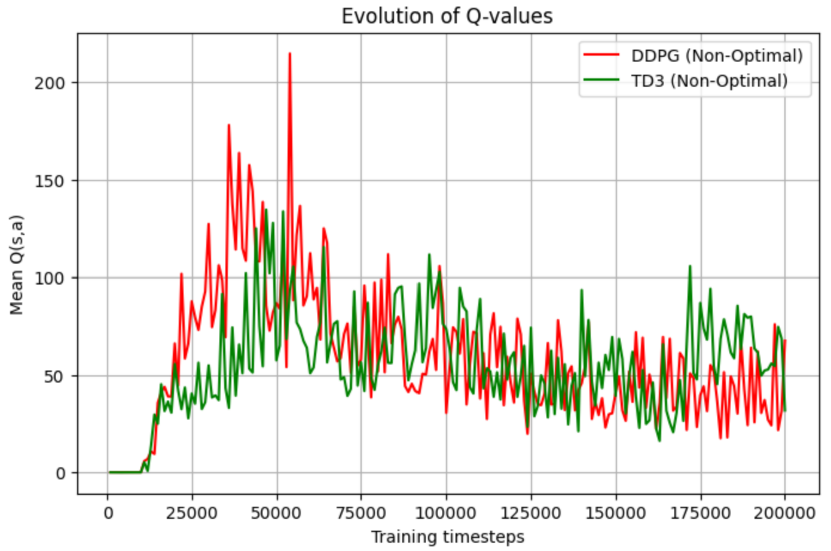 Evolution of Q-values
DDPG (Non-Optimal)
TD3 (Non-Optimal)
200
150
100
50
0
Mean Q(s,a)
0 25000 50000 75000 100000 125000 150000 175000 200000
Training timesteps